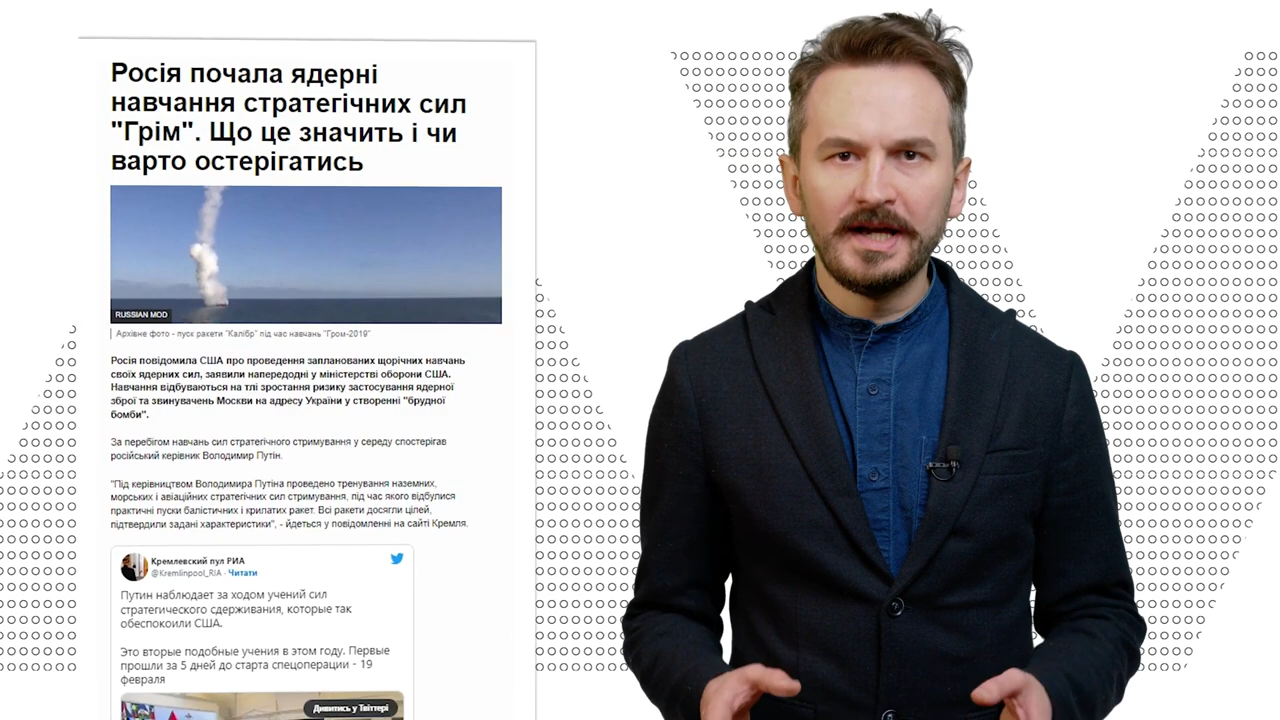 Росія почала ядерні
навчання стратегічних сил
"Грім". Що це значить і чи
варто остерігатись
RUSSIAN MOD
Архівне фото - пуск ракети "Калібр" під час навчань "Гром-2019"
Росія повідомила США про проведення запланованих щорічних навчань
своїх ядерних сил, заявили напередодні у міністерстві оборони США.
Навчання відбуваються на тлі зростання ризику застосування ядерної
зброї та звинувачень Москви на адресу України у створенні "брудної
бомби".
За перебігом навчань сил стратегічного стримування у середу спостерігав
російський керівник Володимир Путін.
"Під керівництвом Володимира Путіна проведено тренування наземних,
морських і авіаційних стратегічних сил стримування, під час якого відбулися
практичні пуски балістичних і крилатих ракет. Всі ракети досягли цілей,
підтвердили задані характеристики", - йдеться у повідомленні на сайті Кремля.
Кремлевский пул РИА
@Kremlinpool_RIA · Читати
Путин наблюдает за ходом учений сил
стратегического сдерживания, которые так
обеспокоили США.
Это вторые подобные учения в этом году. Первые
прошли за 5 дней до старта спецоперации - 19
февраля
Дивитись у Твіттері